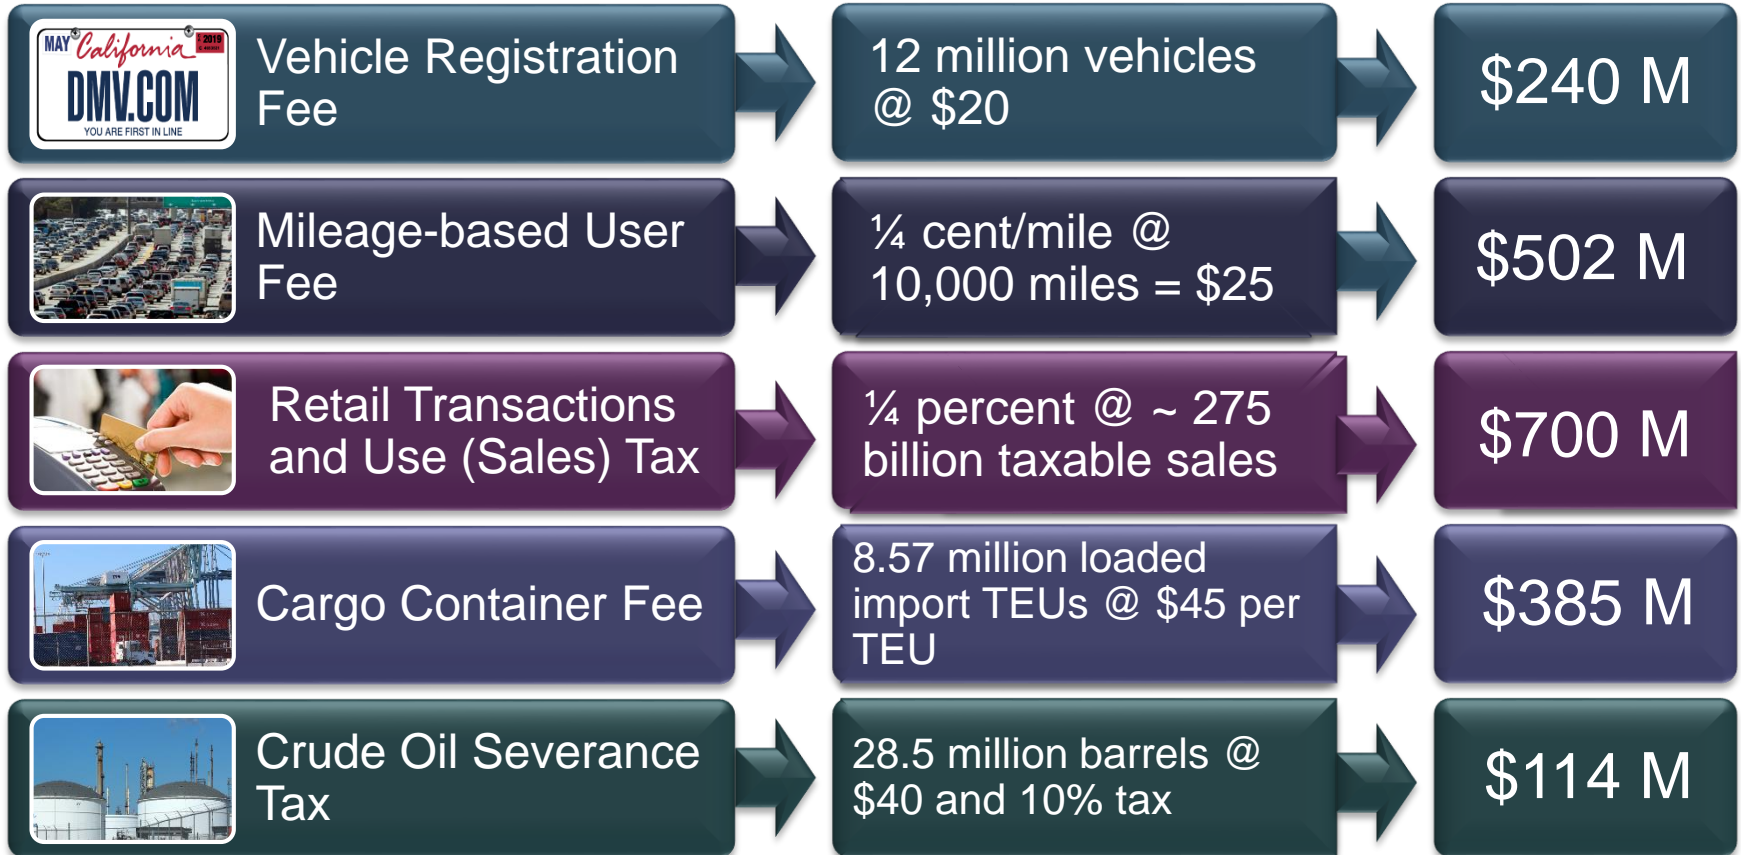 MAY California 2019
DMV.COM
YOU ARE FIRST IN LINE
Vehicle Registration
Fee
12 million vehicles
@ $20
$240 M
Mileage-based User
Fee
¼ cent/mile @
10,000 miles = $25
$502 M
Retail Transactions
and Use (Sales) Tax
¼ percent @ ~ 275
billion taxable sales
$700 M
Cargo Container Fee
8.57 million loaded
import TEUs @ $45 per
TEU
$385 M
Crude Oil Severance
Tax
28.5 million barrels @
$40 and 10% tax
$114 M